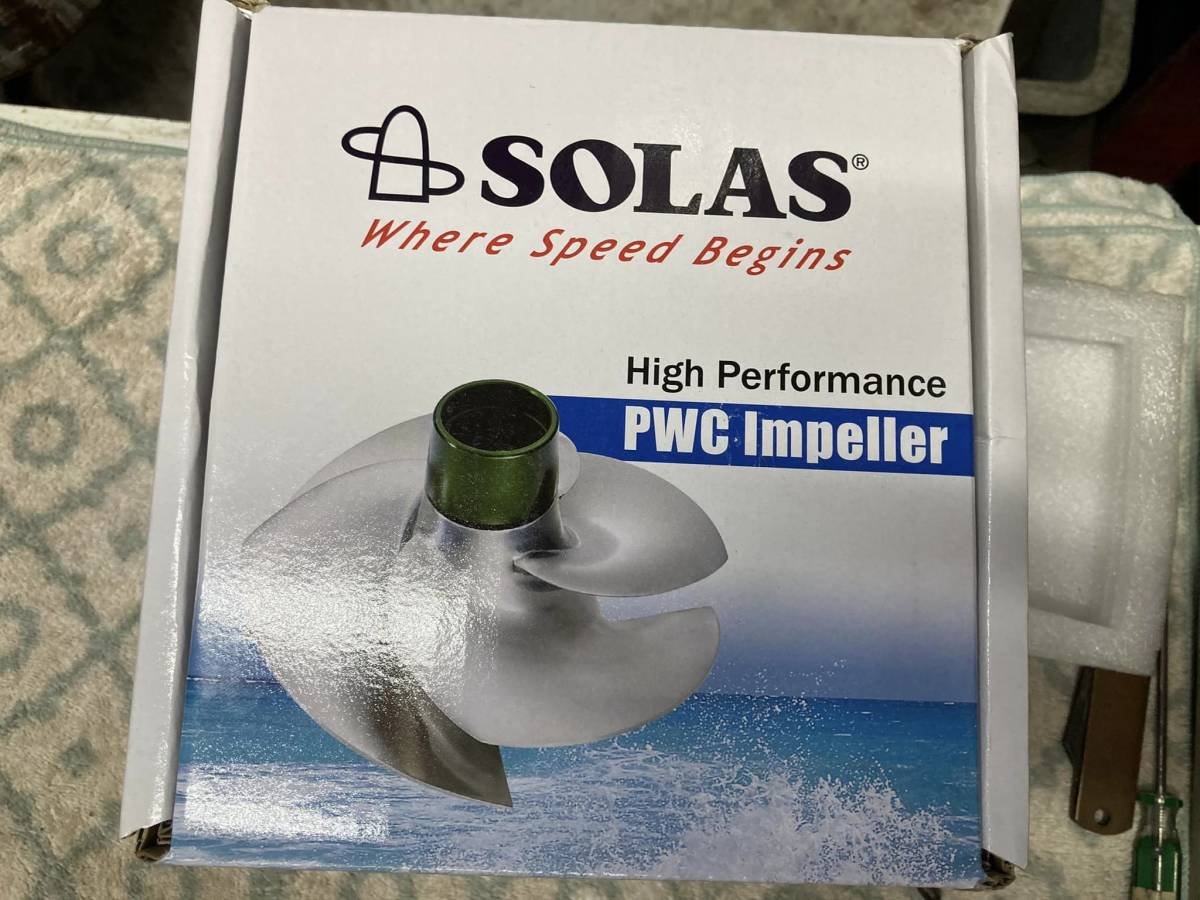 SOLAS®
Where Speed Begins
High Performance
PWC Impeller